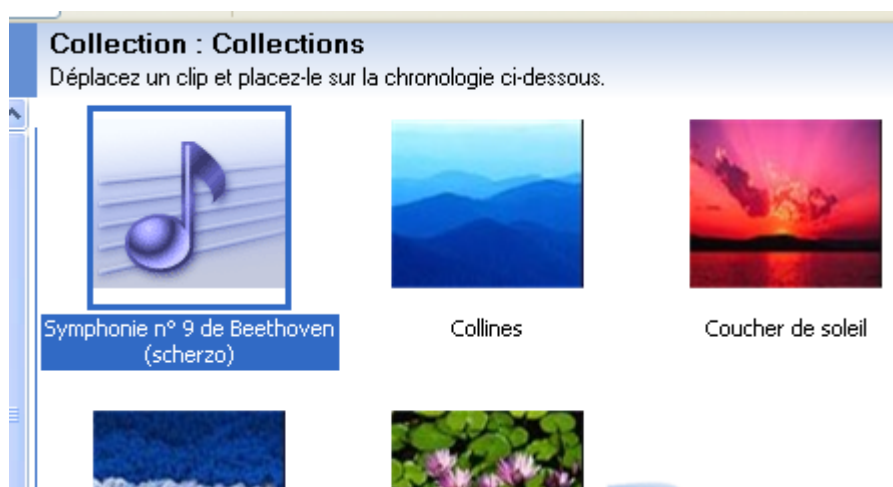 Collection : Collections
Déplacez un clip et placez-le sur la chronologie ci-dessous.
Symphonie n° 9 de Beethoven
(scherzo)
Collines
Coucher de soleil